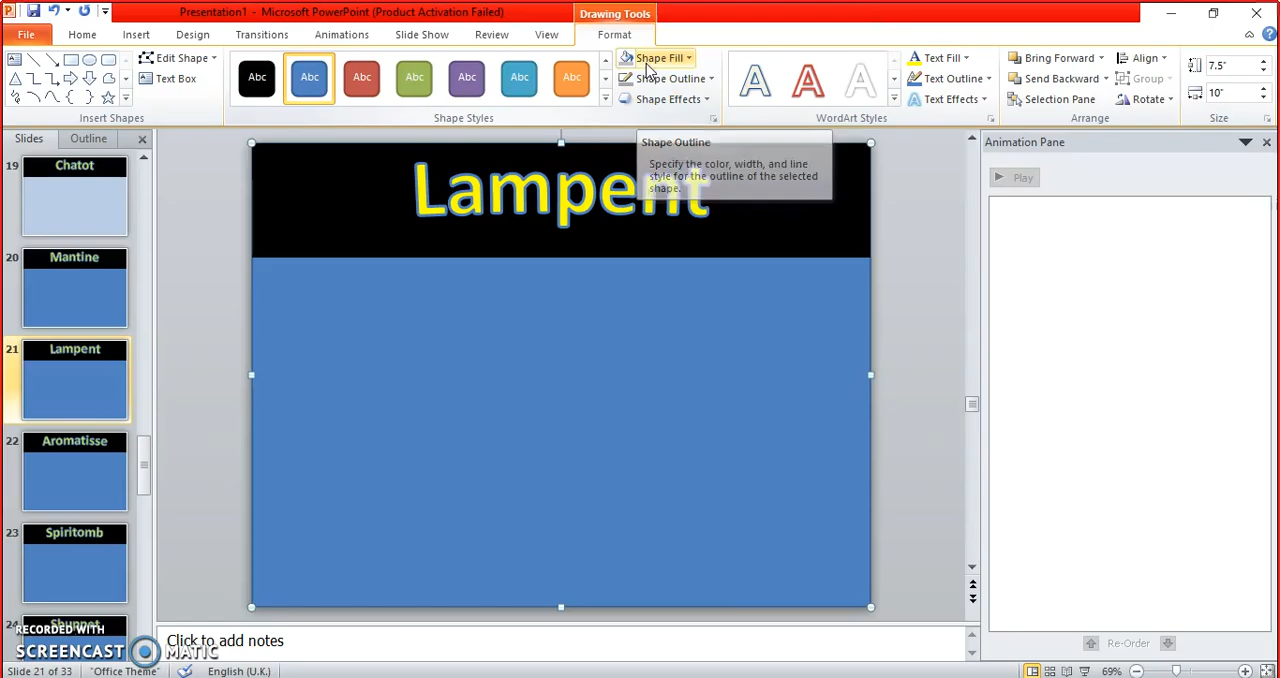 Presentation1 - Microsoft PowerPoint (Product Activation Failed)
Drawing Tools
File Home Insert Design Transitions Animations Slide Show Review View Format
Edit Shape
Text Box
Insert Shapes
Abc Abc Abc Abc Abc Abc Abc
Shape Styles
Shape Fill
Shape Outline
Shape Effects
A A A
WordArt Styles
Text Fill
Text Outline
Text Effects
Bring Forward
Send Backward
Selection Pane
Align
Group
Rotate
Arrange
7.5"
10"
Size
Slides Outline
19 Chatot
20 Mantine
21 Lampent
22 Aromatisse
23 Spiritomb
24 Shuppet
Lampent
Shape Outline
Specify the color, width, and line
style for the outline of the selected
shape.
Animation Pane
Play
Re-Order
Click to add notes
RECORDED WITH
SCREENCAST MATIC
Slide 21 of 33 "Office Theme" English (U.K.) 69%